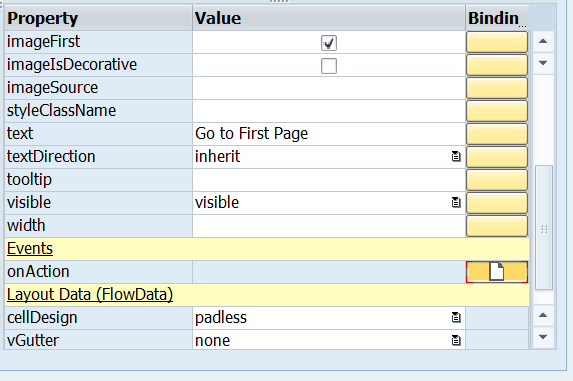 Property Value Bindin...
imageFirst
imageIsDecorative
imageSource
styleClassName
text Go to First Page
textDirection inherit
tooltip
visible visible
width
Events
onAction
Layout Data (FlowData)
cellDesign padless
vGutter none